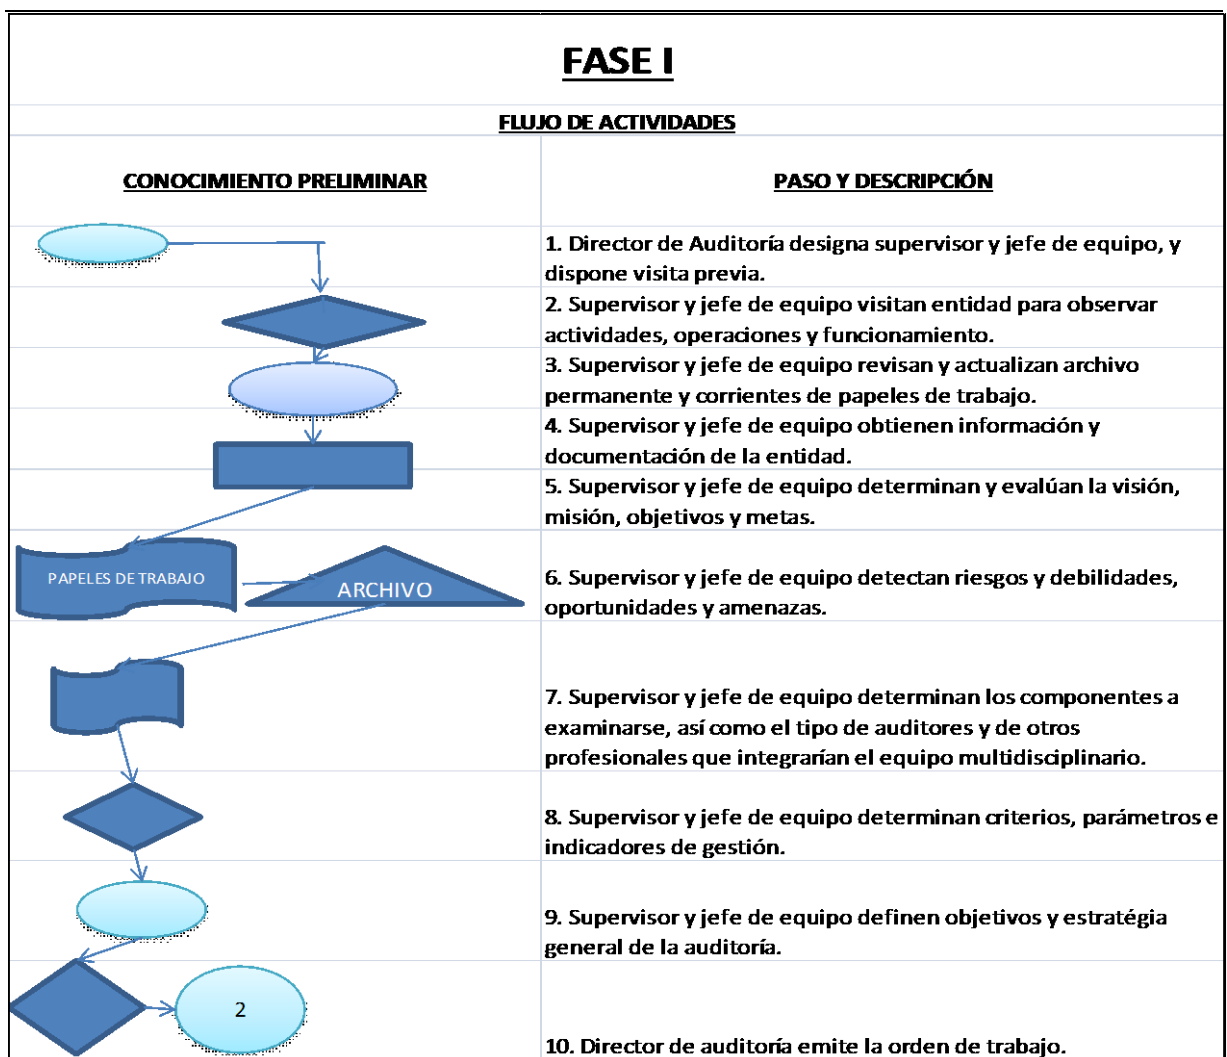 FASE I
FLUJO DE ACTIVIDADES
CONOCIMIENTO PRELIMINAR
PASO Y DESCRIPCIÓN
1. Director de Auditoría designa supervisor y jefe de equipo, y
dispone visita previa.
2. Supervisor y jefe de equipo visitan entidad para observar
actividades, operaciones y funcionamiento.
3. Supervisor y jefe de equipo revisan y actualizan archivo
permanente y corrientes de papeles de trabajo.
4. Supervisor y jefe de equipo obtienen información y
documentación de la entidad.
5. Supervisor y jefe de equipo determinan y evalúan la visión,
misión, objetivos y metas.
PAPELES DE TRABAJO
ARCHIVO
6. Supervisor y jefe de equipo detectan riesgos y debilidades,
oportunidades y amenazas.
7. Supervisor y jefe de equipo determinan los componentes a
examinarse, así como el tipo de auditores y de otros
profesionales que integrarían el equipo multidisciplinario.
8. Supervisor y jefe de equipo determinan criterios, parámetros e
indicadores de gestión.
9. Supervisor y jefe de equipo definen objetivos y estratégia
general de la auditoría.
2
10. Director de auditoría emite la orden de trabajo.